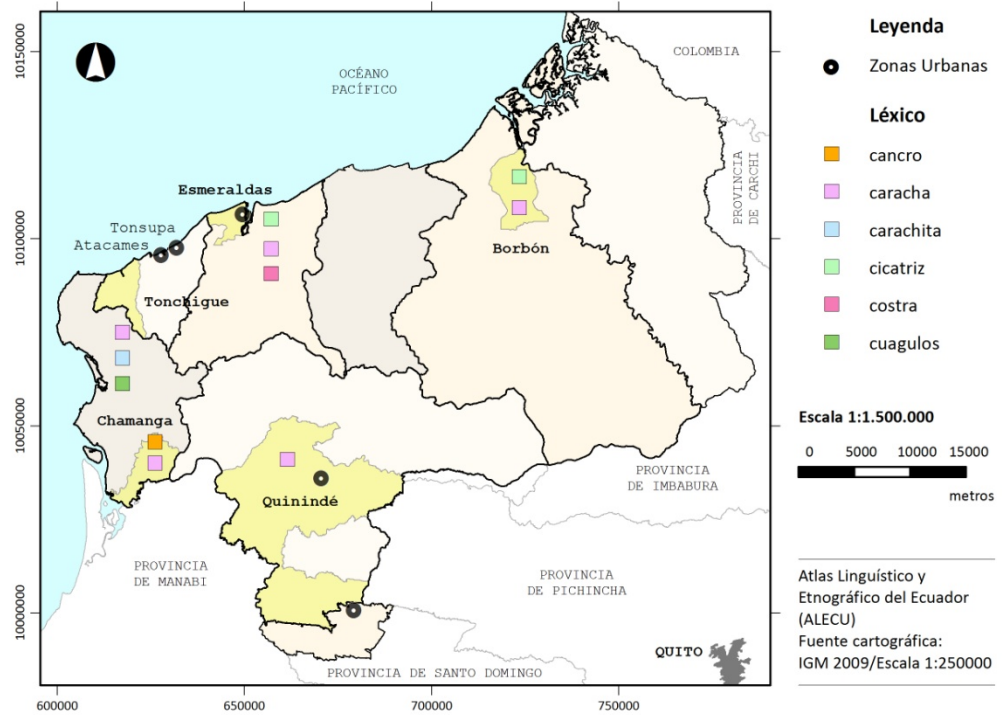 10150000
10100000
10050000
10000000
600000
650000
700000
750000
OCÉANO
PACÍFICO
COLOMBIA
PROVINCIA
DE CARCHI
Esmeraldas
Tonsupa
Atacames
Tonchigue
Borbón
Chamanga
Quinindé
PROVINCIA
DE IMBABURA
PROVINCIA
DE MANABI
PROVINCIA
DE PICHINCHA
QUITO
PROVINCIA DE SANTO DOMINGO
Leyenda
Zonas Urbanas
Léxico
cancro
caracha
carachita
cicatriz
costra
cuagulos
Escala 1:1.500.000
0 5000 10000 15000
metros
Atlas Linguístico y
Etnográfico del Ecuador
(ALECU)
Fuente cartográfica:
IGM 2009/Escala 1:250000